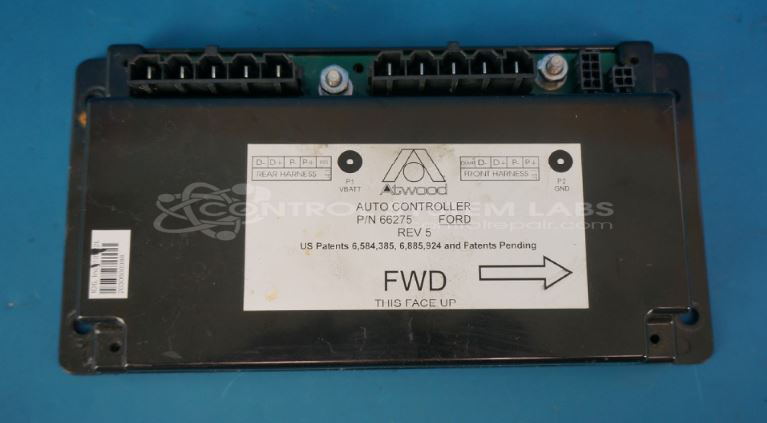 D- D+ P- P+
REAR HARNESS
P1
VBATT
Atwood
D- D+ P- P+
FRONT HARNESS
P2
GND
AUTO CONTROLLER
P/N 66275 FORD
REV 5
US Patents 6,584,385, 6,885,924 and Patents Pending
FWD
THIS FACE UP